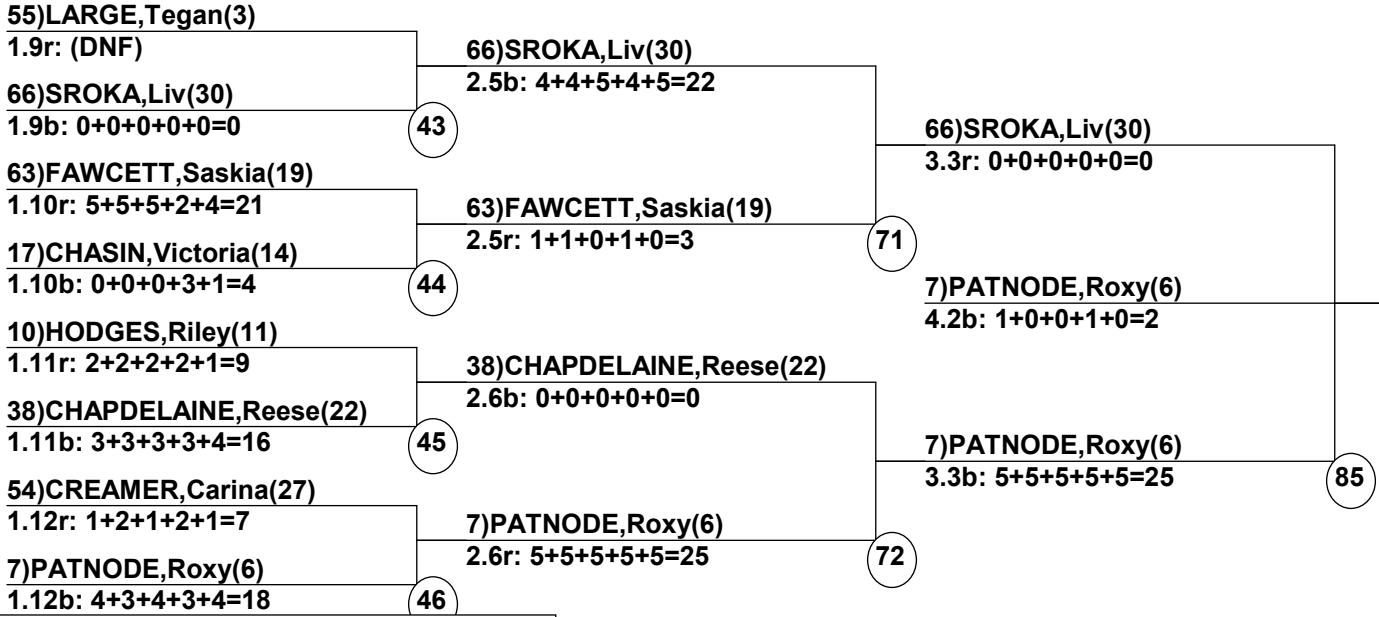 55)LARGE,Tegan(3)
1.9r: (DNF)
66)SROKA,Liv(30)
1.9b: 0+0+0+0+0=0
43
63)FAWCETT,Saskia(19)
1.10r: 5+5+5+2+4=21
17)CHASIN,Victoria(14)
1.10b: 0+0+0+3+1=4
44
10)HODGES,Riley(11)
1.11r: 2+2+2+2+1=9
38)CHAPDELAINE,Reese(22)
1.11b: 3+3+3+3+4=16
45
54)CREAMER,Carina(27)
1.12r: 1+2+1+2+1=7
7)PATNODE,Roxy(6)
1.12b: 4+3+4+3+4=18
46
66)SROKA,Liv(30)
2.5b: 4+4+5+4+5=22
63)FAWCETT,Saskia(19)
2.5r: 1+1+0+1+0=3
71
38)CHAPDELAINE,Reese(22)
2.6b: 0+0+0+0+0=0
7)PATNODE,Roxy(6)
2.6r: 5+5+5+5+5=25
72
66)SROKA,Liv(30)
3.3r: 0+0+0+0+0=0
7)PATNODE,Roxy(6)
4.2b: 1+0+0+1+0=2
7)PATNODE,Roxy(6)
3.3b: 5+5+5+5+5=25
85